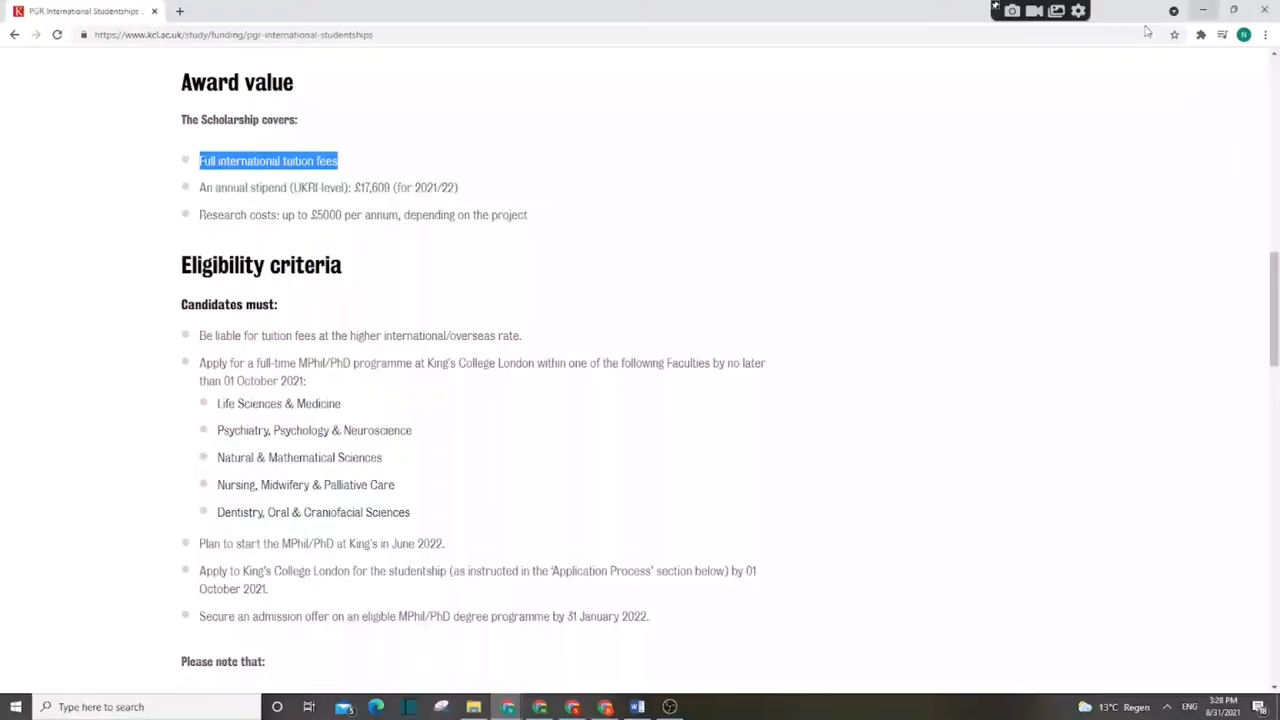 PGR International Studentships
https://www.kcl.ac.uk/study/funding/pgr-international-studentships
N
Award value
The Scholarship covers:
Full international tuition fees
An annual stipend (UKRI-level): £17,609 (for 2021/22)
Research costs: up to £5000 per annum, depending on the project
Eligibility criteria
Candidates must:
Be liable for tuition fees at the higher international/overseas rate.
Apply for a full-time MPhil/PhD programme at King's College London within one of the following Faculties by no later
than 01 October 2021:
Life Sciences & Medicine
Psychiatry, Psychology & Neuroscience
Natural & Mathematical Sciences
Nursing, Midwifery & Palliative Care
Dentistry, Oral & Craniofacial Sciences
Plan to start the MPhil/PhD at King's in June 2022.
Apply to King's College London for the studentship (as instructed in the 'Application Process' section below) by 01
October 2021.
Secure an admission offer on an eligible MPhil/PhD degree programme by 31 January 2022.
Please note that:
Type here to search
13°C Regen
ENG
3:28 PM
8/31/2021